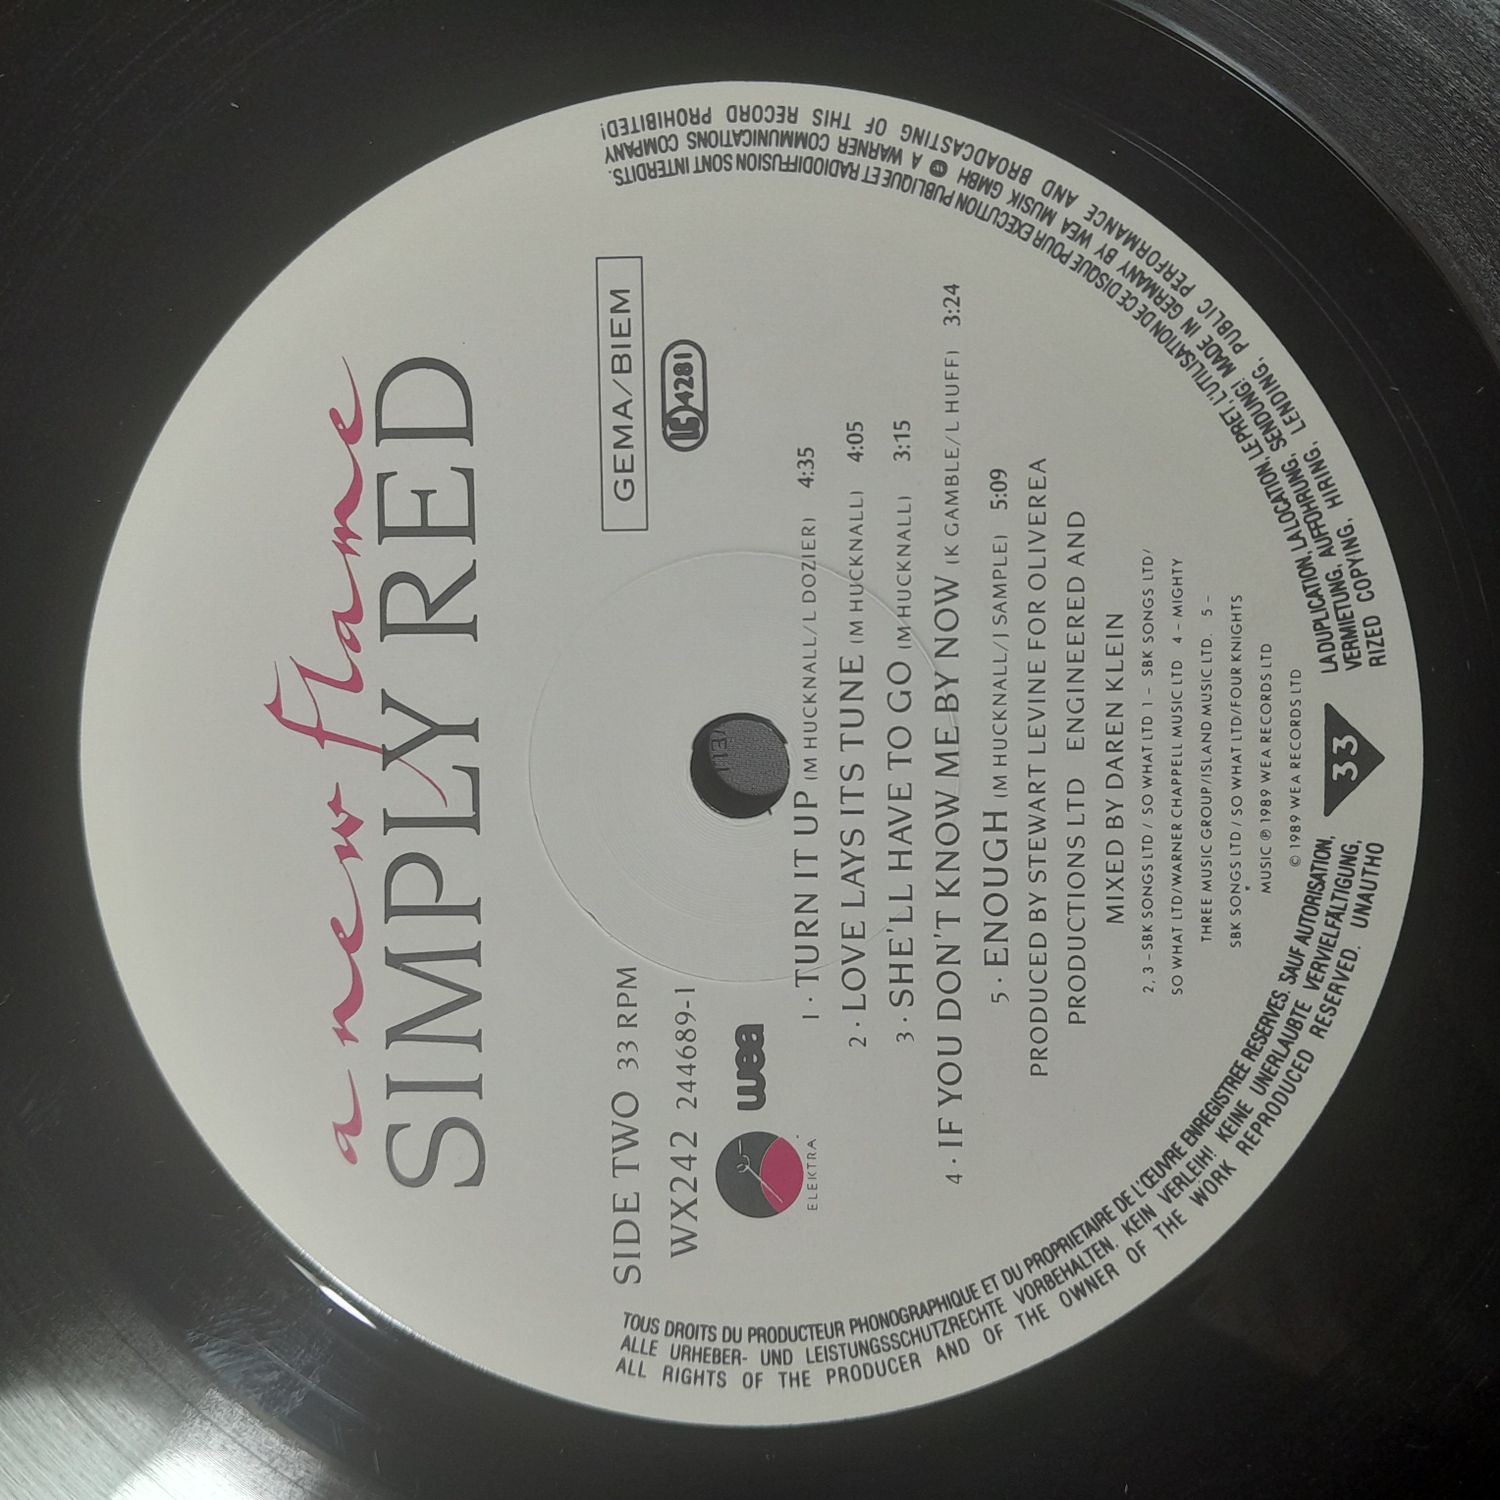 a new flame
SIMPLY RED
SIDE TWO 33 RPM
WX242 244689-1
GEMA/BIEM
LC 4281
ELEKTRA
wea
1 · TURN IT UP (M HUCKNALL/L DOZIER) 4:35
2 · LOVE LAYS ITS TUNE (M HUCKNALL) 4:05
3 · SHE'LL HAVE TO GO (M HUCKNALL) 3:15
4 · IF YOU DON'T KNOW ME BY NOW (K GAMBLE/L HUFF) 3:24
5 · ENOUGH (M HUCKNALL/J SAMPLE) 5:09
PRODUCED BY STEWART LEVINE FOR OLIVEREA
PRODUCTIONS LTD ENGINEERED AND
MIXED BY DAREN KLEIN
2, 3 – SBK SONGS LTD / SO WHAT LTD 1 – SBK SONGS LTD/
SO WHAT LTD/WARNER CHAPPELL MUSIC LTD 4 – MIGHTY
THREE MUSIC GROUP/ISLAND MUSIC LTD. 5 –
SBK SONGS LTD / SO WHAT LTD/FOUR KNIGHTS
MUSIC ℗ 1989 WEA RECORDS LTD
© 1989 WEA RECORDS LTD
33
TOUS DROITS DU PRODUCTEUR PHONOGRAPHIQUE ET DU PROPRIETAIRE DE L'ŒUVRE ENREGISTREE RESERVES. SAUF AUTORISATION, LA DUPLICATION, LA LOCATION, LE PRET, L'UTILISATION DE CE DISQUE POUR EXECUTION PUBLIQUE ET RADIODIFFUSION SONT INTERDITS.
ALLE URHEBER- UND LEISTUNGSSCHUTZRECHTE VORBEHALTEN. KEIN VERLEIH! KEINE UNERLAUBTE VERVIELFÄLTIGUNG, VERMIETUNG, AUFFÜHRUNG, SENDUNG! MADE IN GERMANY BY WEA MUSIK GMBH A WARNER COMMUNICATIONS COMPANY
ALL RIGHTS OF THE PRODUCER AND OF THE OWNER OF THE WORK REPRODUCED RESERVED. UNAUTHORIZED COPYING, HIRING, LENDING, PUBLIC PERFORMANCE AND BROADCASTING OF THIS RECORD PROHIBITED!